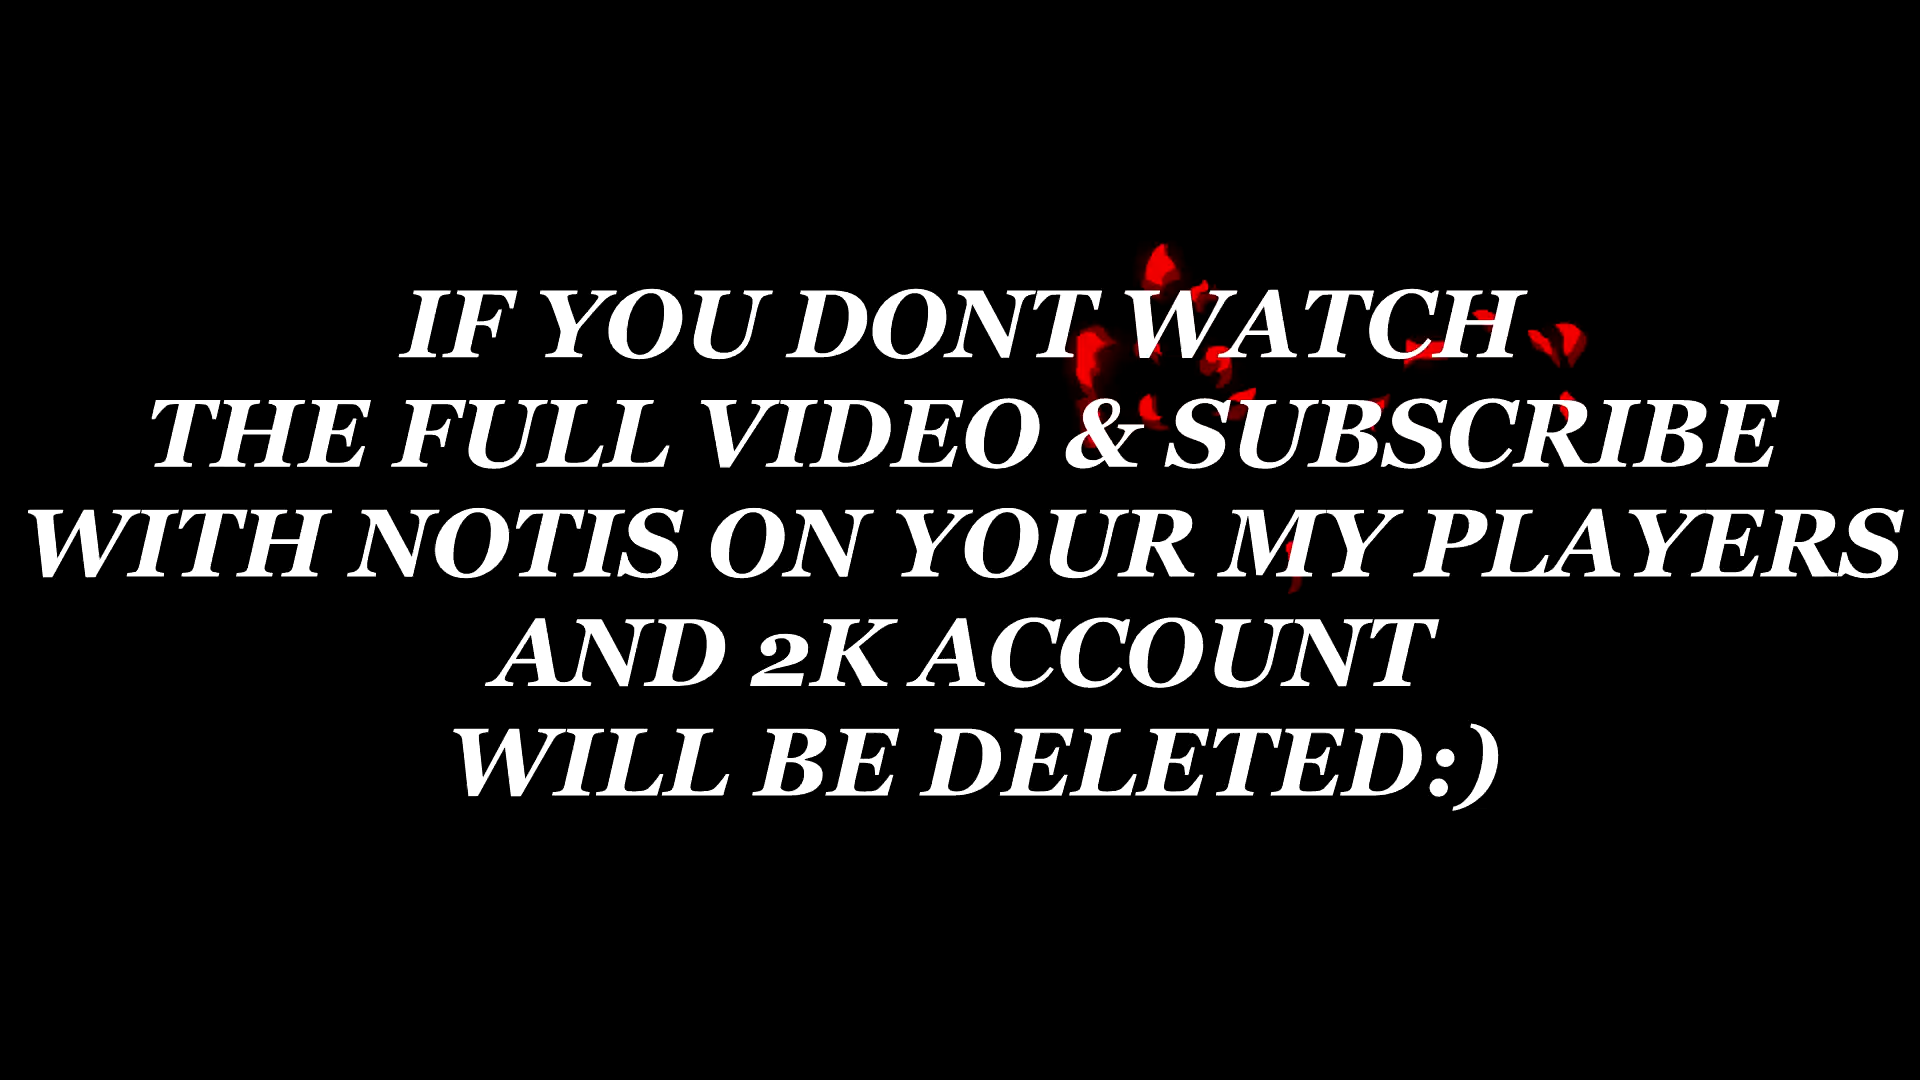 IF YOU DONT WATCH
THE FULL VIDEO & SUBSCRIBE
WITH NOTIS ON YOUR MY PLAYERS
AND 2K ACCOUNT
WILL BE DELETED:)